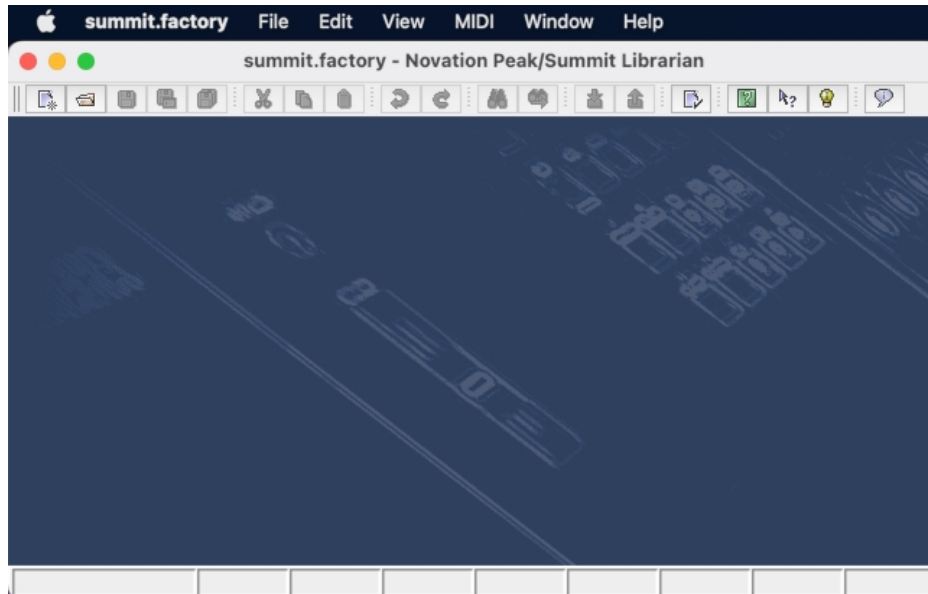 summit.factory File Edit View MIDI Window Help
summit.factory - Novation Peak/Summit Librarian